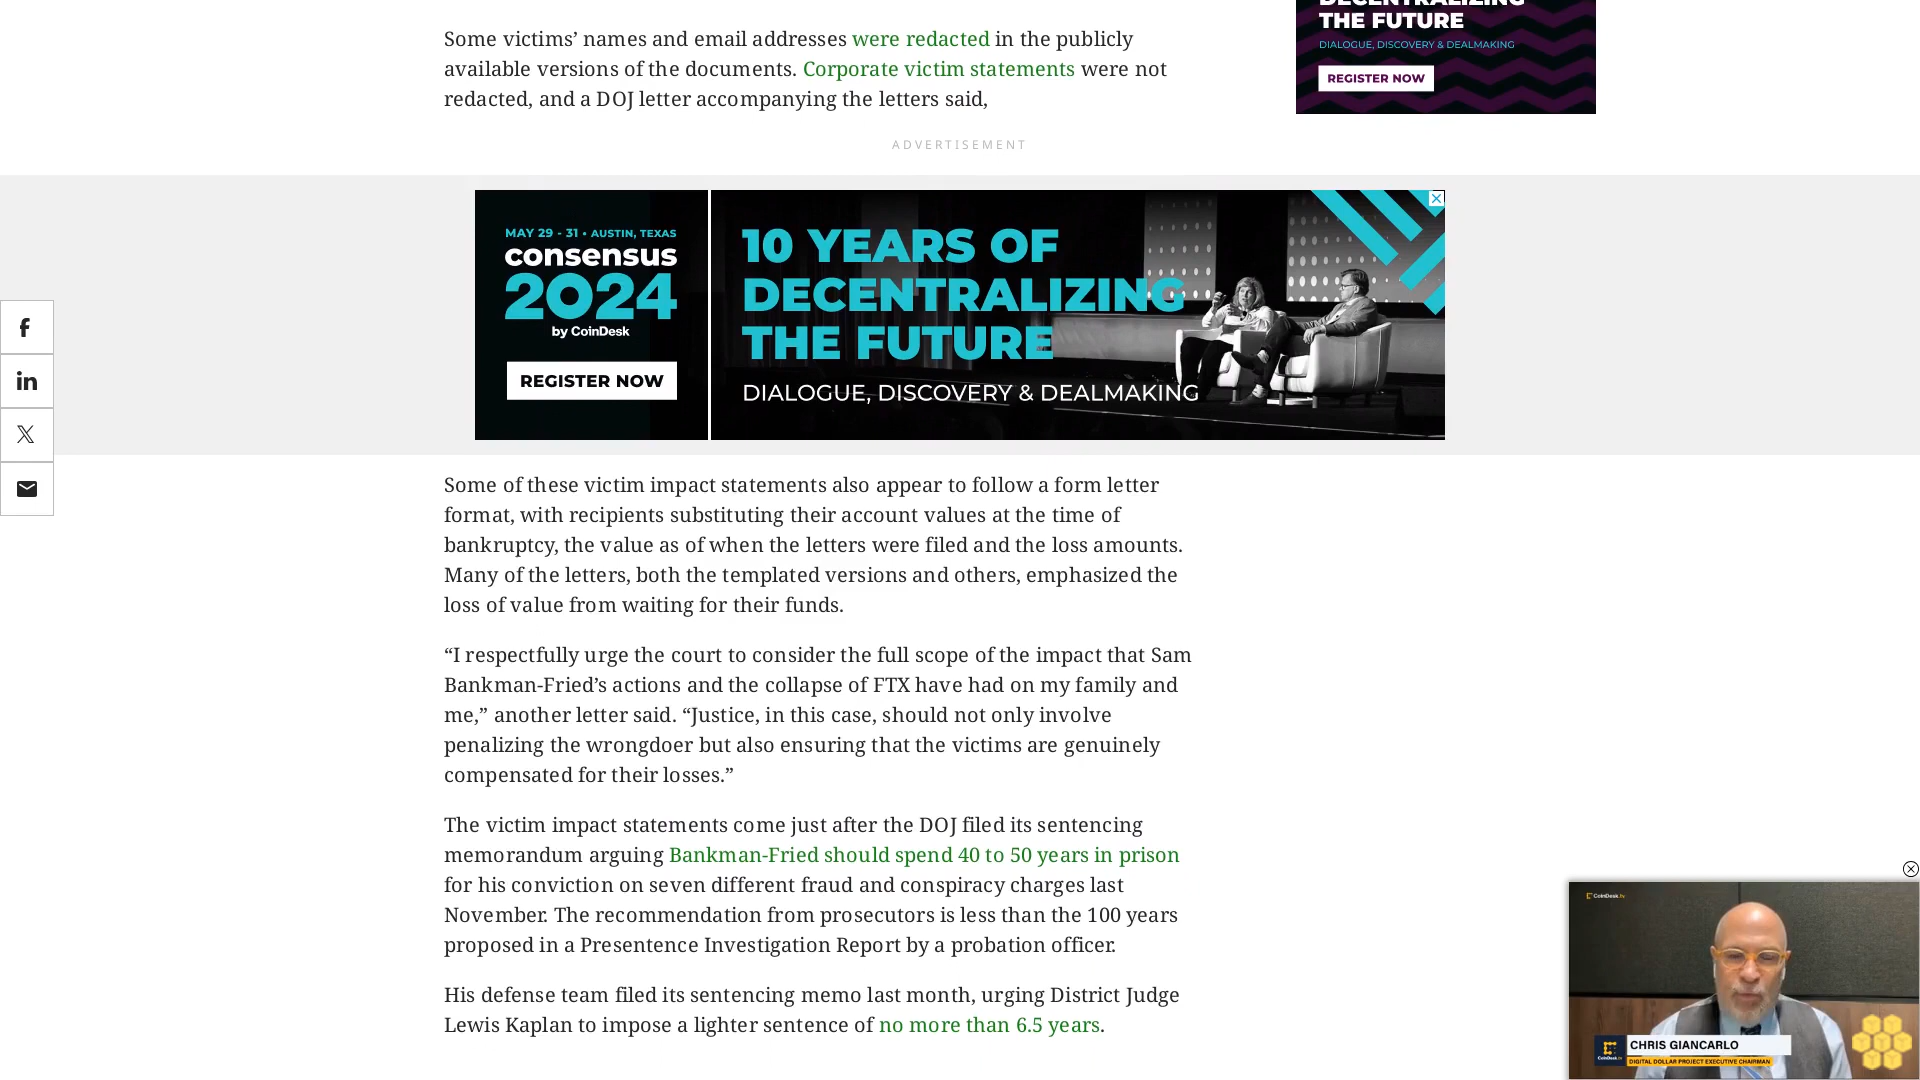 Some victims’ names and email addresses were redacted in the publicly
available versions of the documents. Corporate victim statements were not
redacted, and a DOJ letter accompanying the letters said,
THE FUTURE
DIALOGUE, DISCOVERY & DEALMAKING
REGISTER NOW
ADVERTISEMENT
MAY 29 - 31 • AUSTIN, TEXAS
consensus
2024
by CoinDesk
REGISTER NOW
10 YEARS OF
DECENTRALIZING
THE FUTURE
DIALOGUE, DISCOVERY & DEALMAKING
Some of these victim impact statements also appear to follow a form letter
format, with recipients substituting their account values at the time of
bankruptcy, the value as of when the letters were filed and the loss amounts.
Many of the letters, both the templated versions and others, emphasized the
loss of value from waiting for their funds.
“I respectfully urge the court to consider the full scope of the impact that Sam
Bankman-Fried’s actions and the collapse of FTX have had on my family and
me,” another letter said. “Justice, in this case, should not only involve
penalizing the wrongdoer but also ensuring that the victims are genuinely
compensated for their losses.”
The victim impact statements come just after the DOJ filed its sentencing
memorandum arguing Bankman-Fried should spend 40 to 50 years in prison
for his conviction on seven different fraud and conspiracy charges last
November. The recommendation from prosecutors is less than the 100 years
proposed in a Presentence Investigation Report by a probation officer.
His defense team filed its sentencing memo last month, urging District Judge
Lewis Kaplan to impose a lighter sentence of no more than 6.5 years.
CoinDesk.tv
CHRIS GIANCARLO
DIGITAL DOLLAR PROJECT EXECUTIVE CHAIRMAN